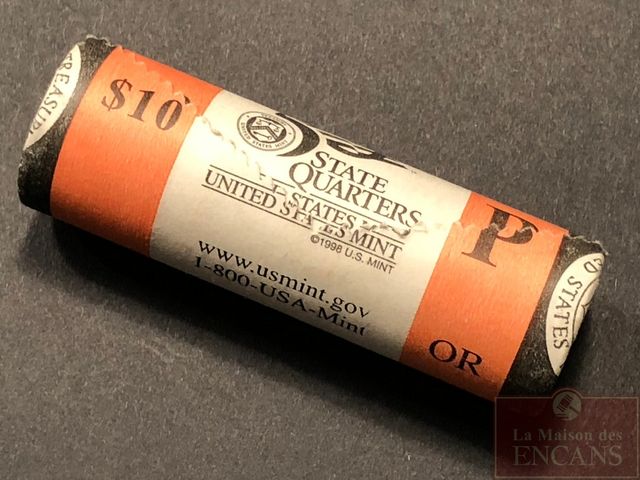 TREASURY
$10
STATE
QUARTERS
UNITED STATES MINT
©1998 U.S. MINT
www.usmint.gov
1-800-USA-Mint
P
OR
STATES
La Maison des
ENCANS